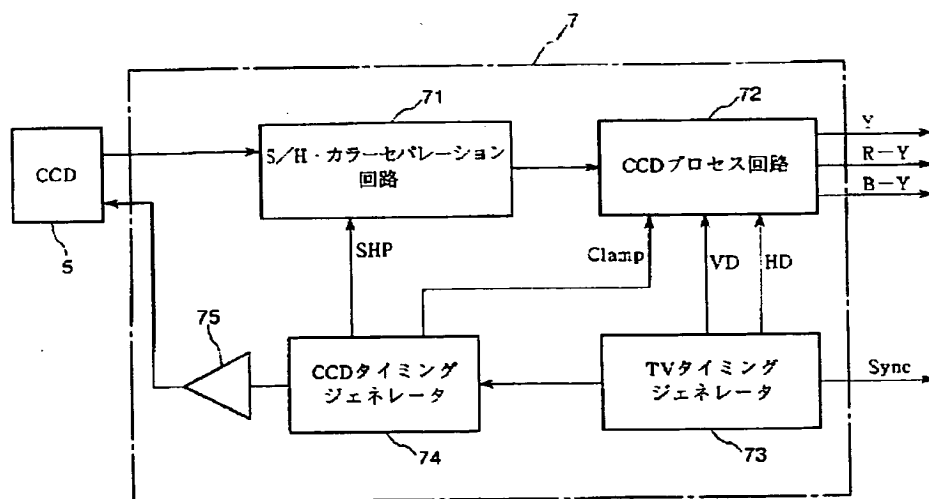 7
71
72
S/H・カラーセパレーション
回路
CCD
CCDプロセス回路
Y
R-Y
B-Y
5
SHP
Clamp
VD
HD
75
CCDタイミング
ジェネレータ
TVタイミング
ジェネレータ
Sync
74
73